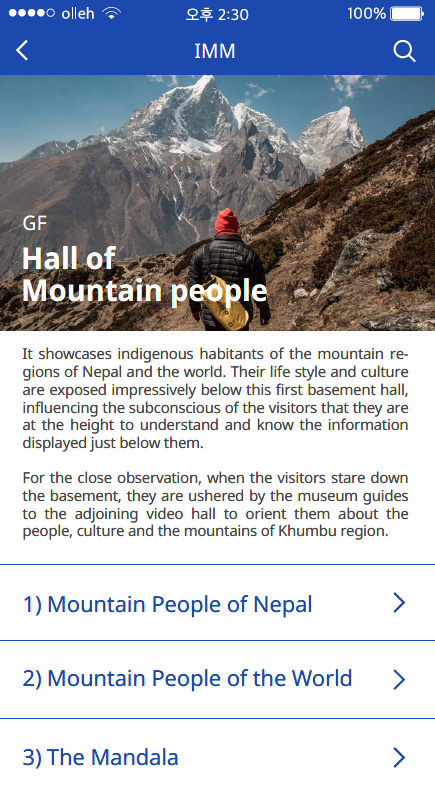 olleh 오후 2:30 100%
IMM
GF
Hall of
Mountain people
It showcases indigenous habitants of the mountain re-
gions of Nepal and the world. Their life style and culture
are exposed impressively below this first basement hall,
influencing the subconscious of the visitors that they are
at the height to understand and know the information
displayed just below them.
For the close observation, when the visitors stare down
the basement, they are ushered by the museum guides
to the adjoining video hall to orient them about the
people, culture and the mountains of Khumbu region.
1) Mountain People of Nepal
2) Mountain People of the World
3) The Mandala